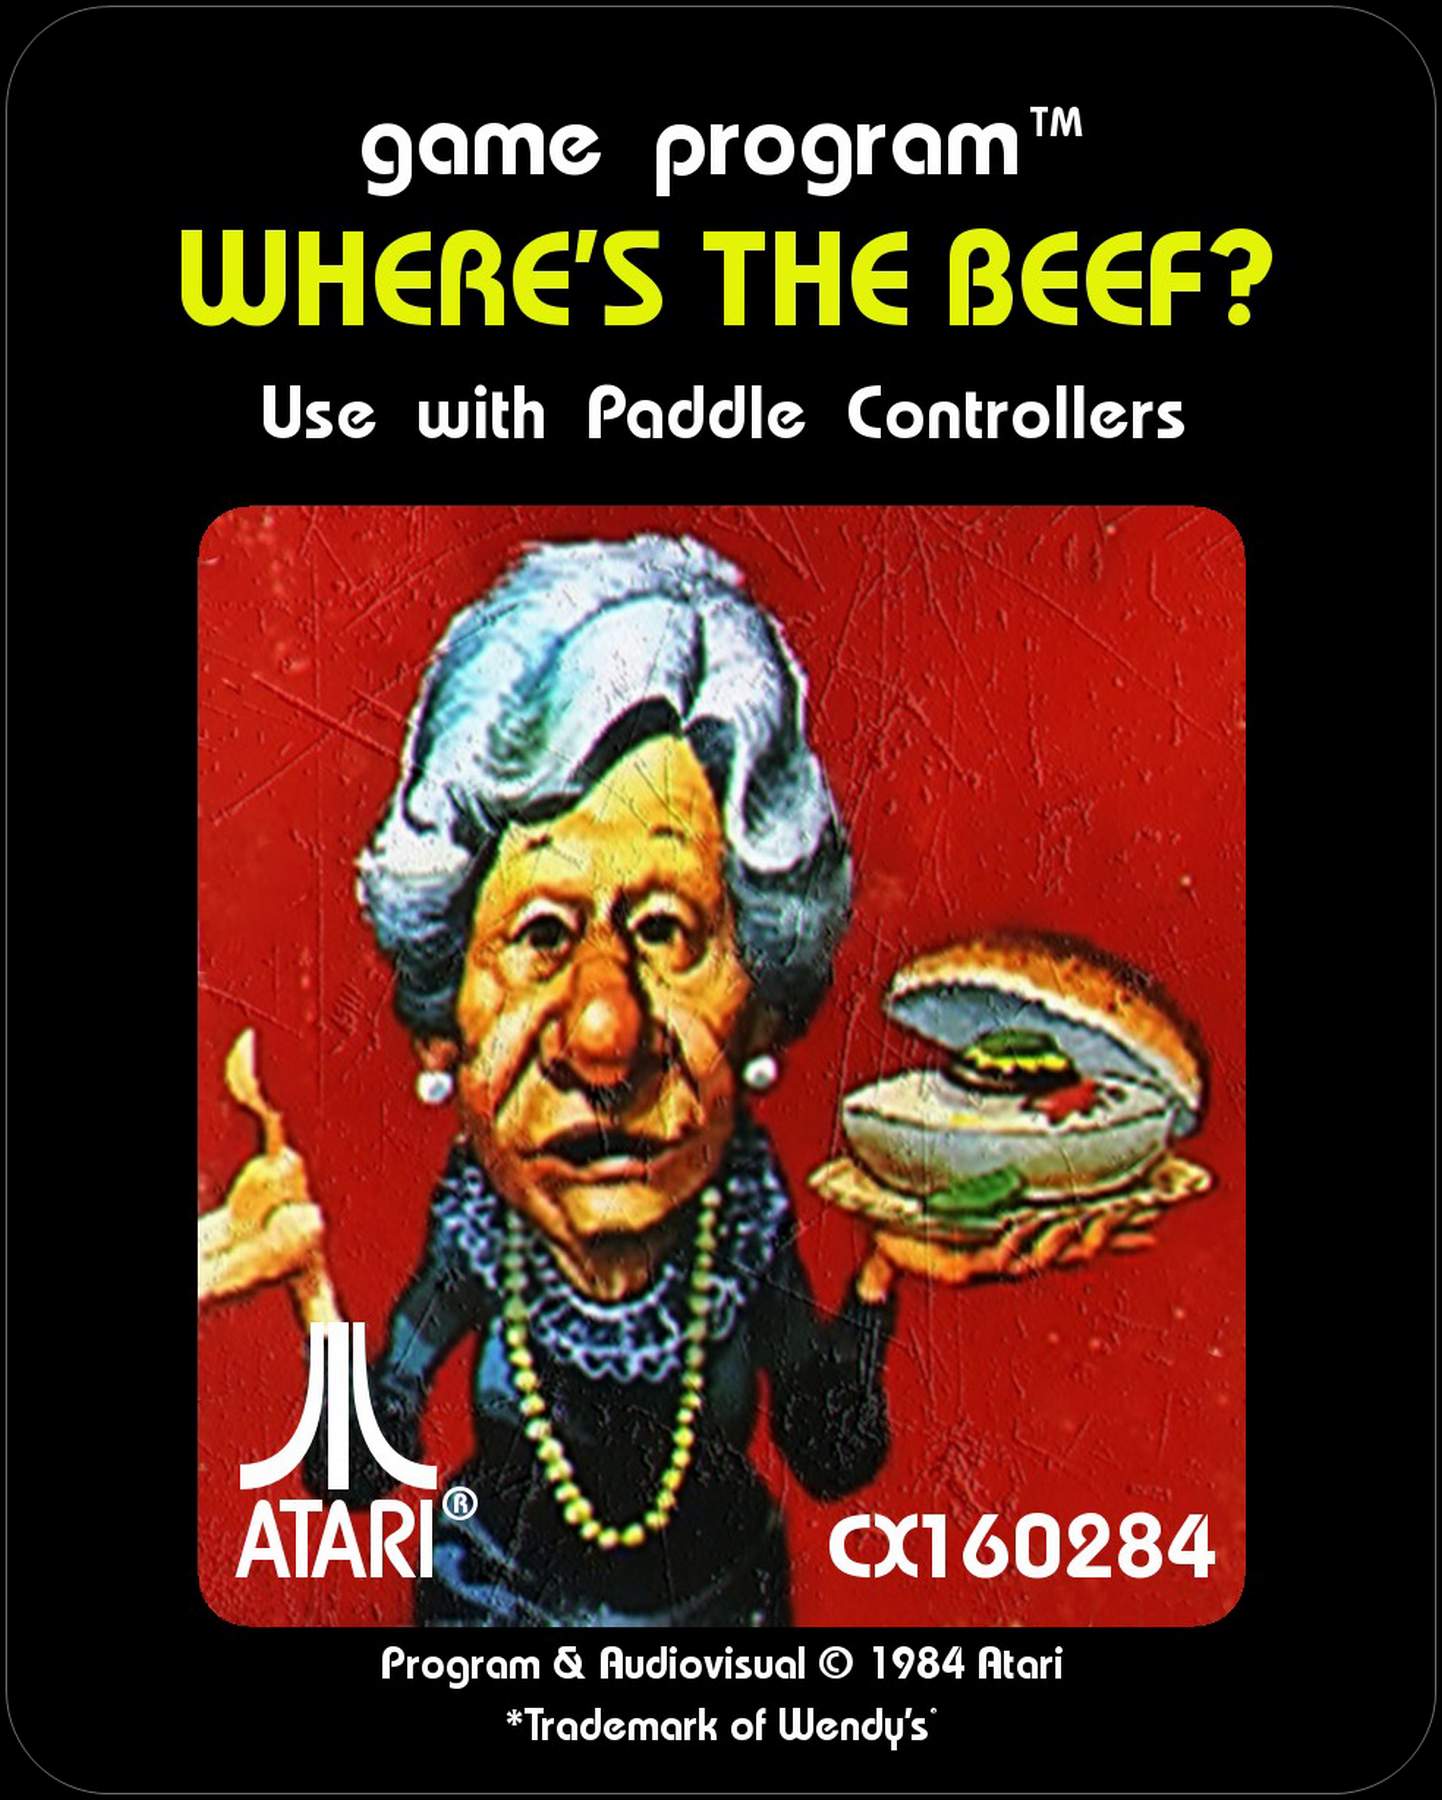 game program™
WHERE'S THE BEEF?
Use with Paddle Controllers
ATARI®
CX160284
Program & Audiovisual © 1984 Atari
*Trademark of Wendy's